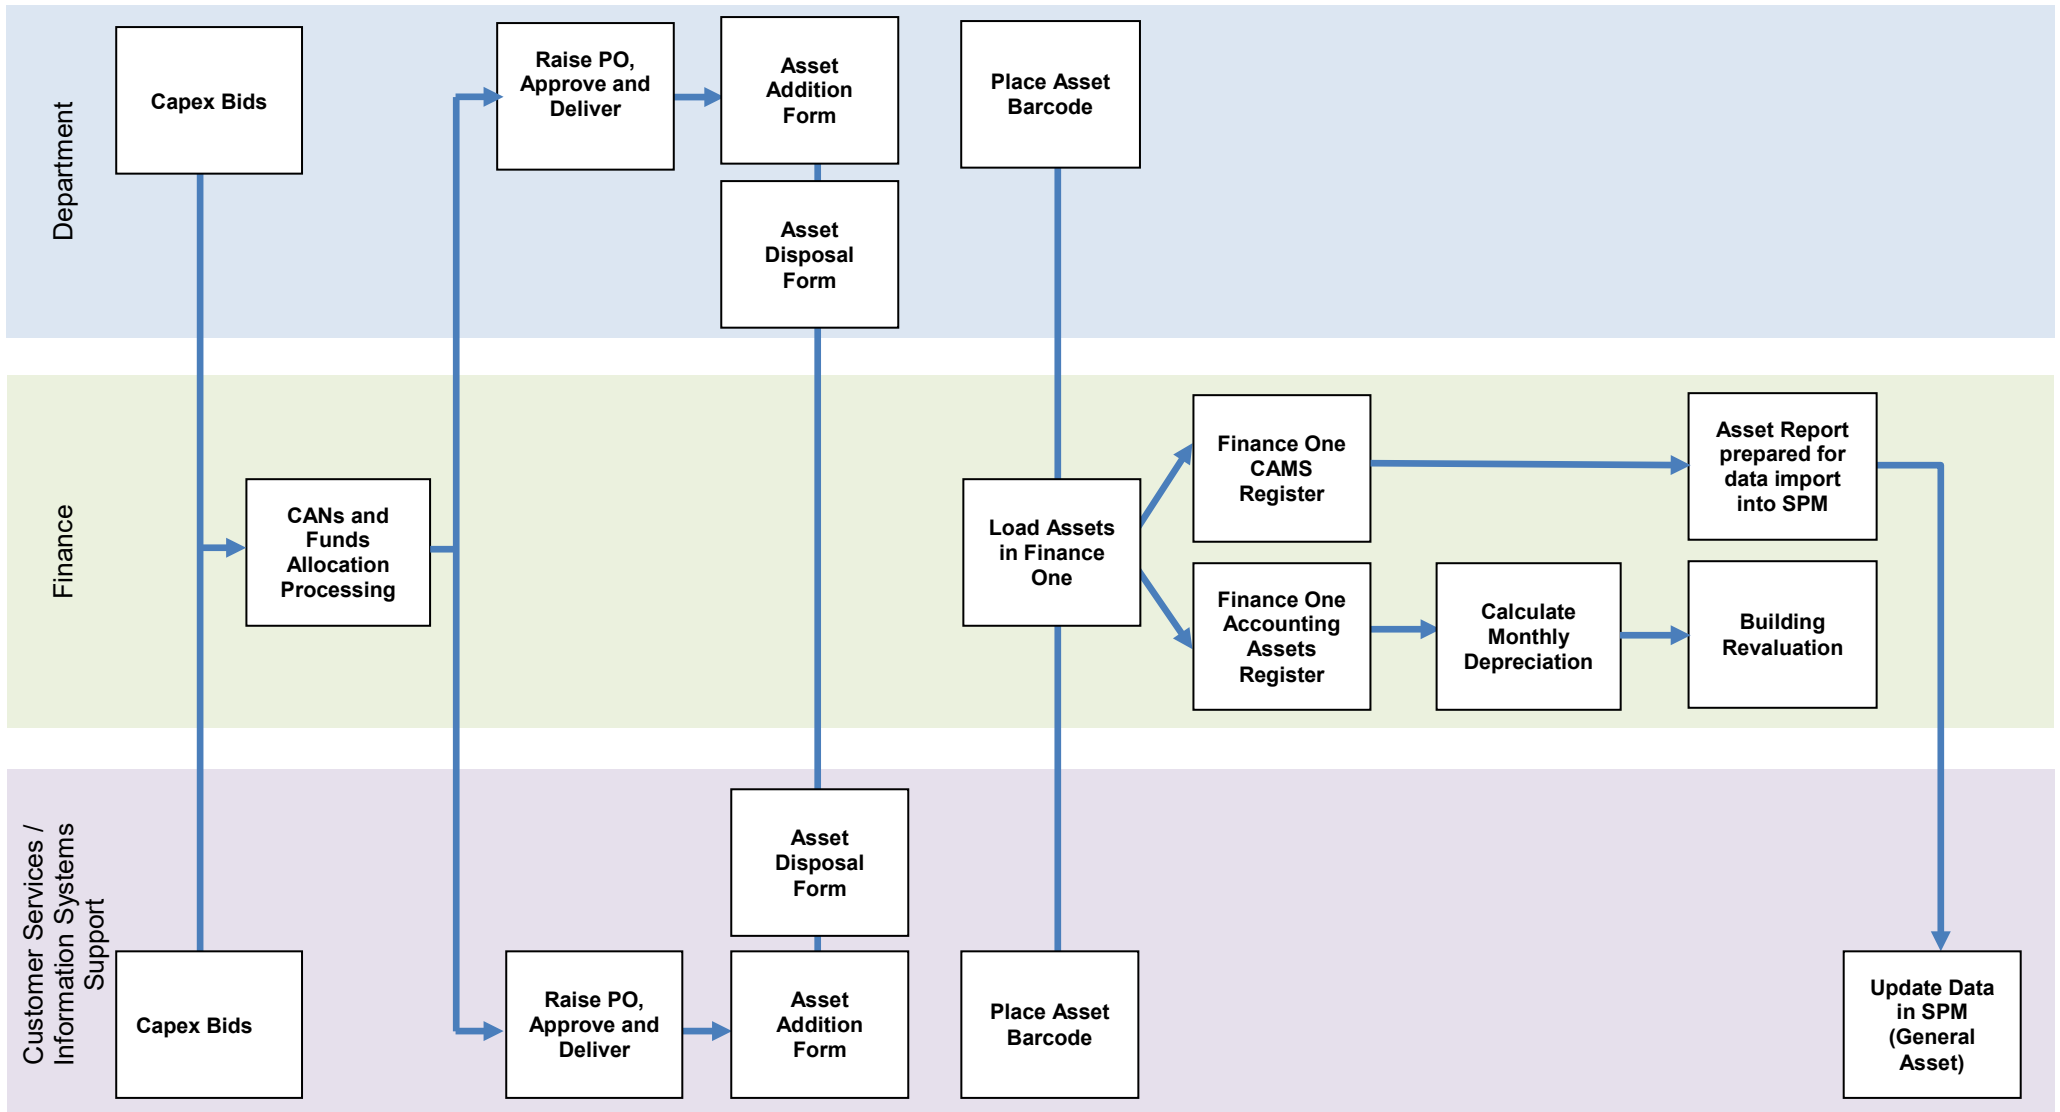 Department
Capex Bids
Raise PO,
Approve and
Deliver
Asset
Addition
Form
Asset
Disposal
Form
Place Asset
Barcode
Finance
CANs and
Funds
Allocation
Processing
Load Assets
in Finance
One
Finance One
CAMS
Register
Asset Report
prepared for
data import
into SPM
Finance One
Accounting
Assets
Register
Calculate
Monthly
Depreciation
Building
Revaluation
Customer Services /
Information Systems
Support
Capex Bids
Raise PO,
Approve and
Deliver
Asset
Disposal
Form
Asset
Addition
Form
Place Asset
Barcode
Update Data
in SPM
(General
Asset)